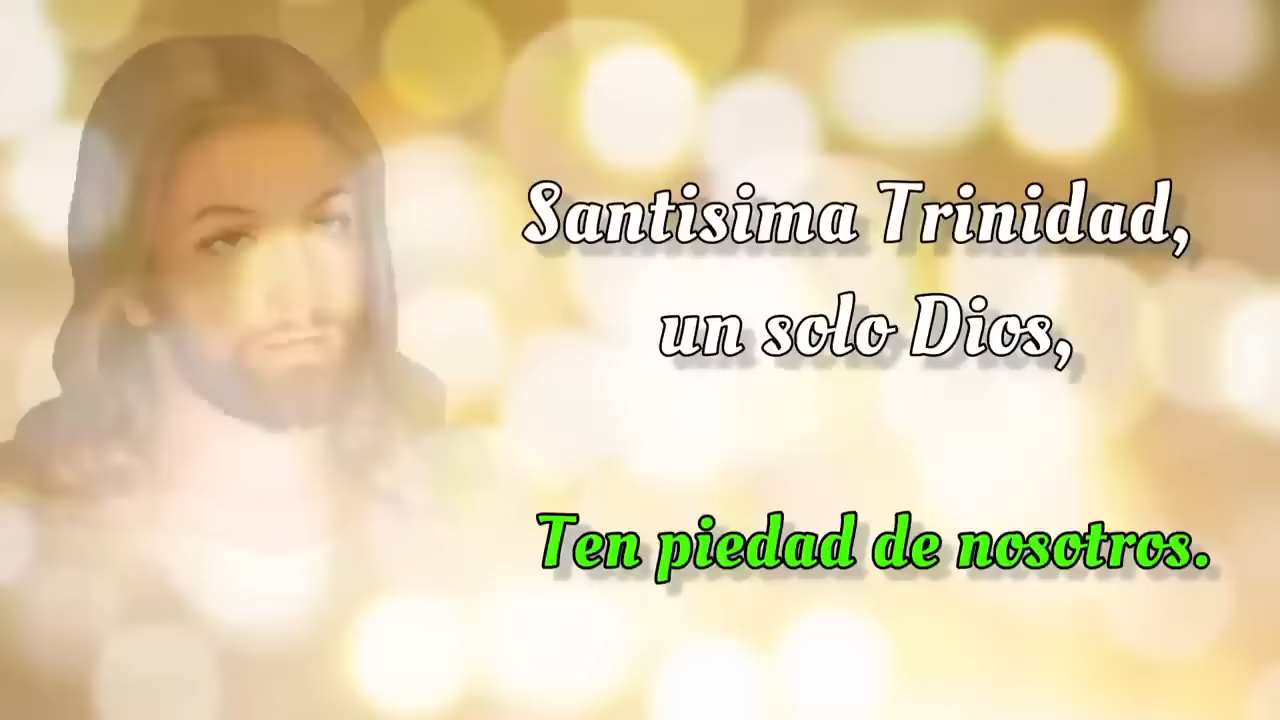 Santisima Trinidad,
un solo Dios,
Ten piedad de nosotros.